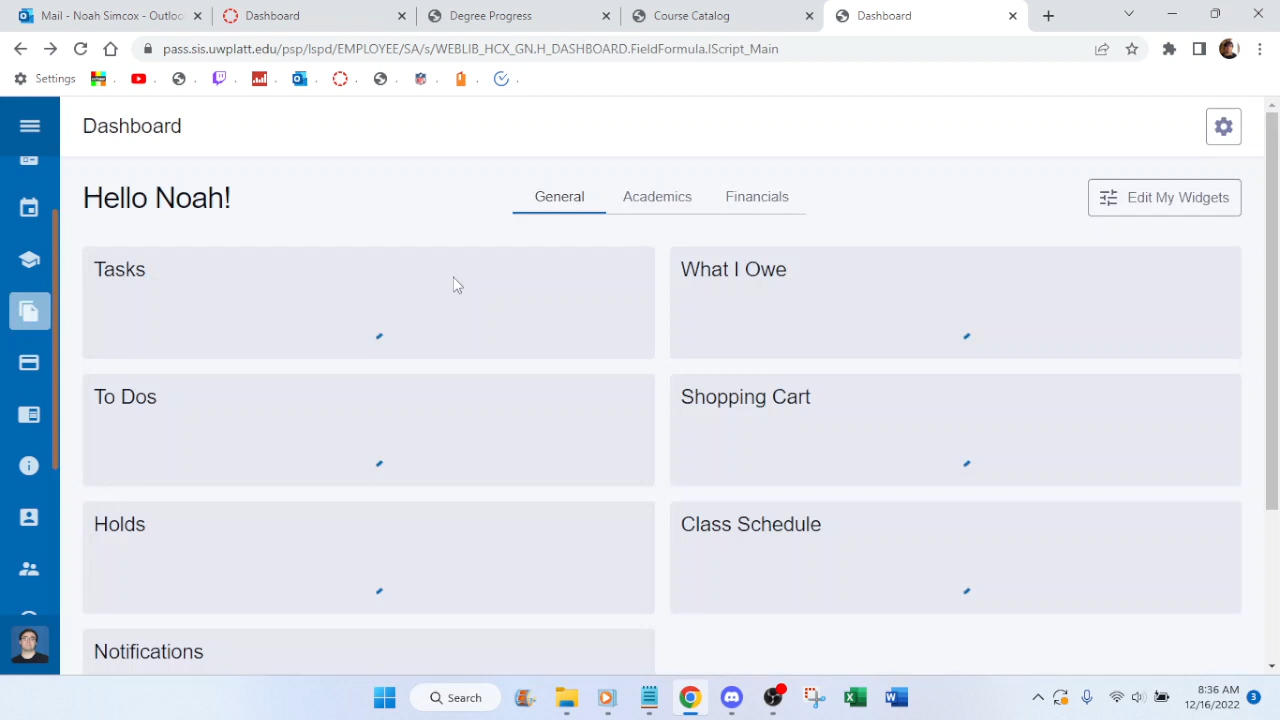 Mail - Noah Simcox - Outloo
Dashboard
Degree Progress
Course Catalog
Dashboard
pass.sis.uwplatt.edu/psp/lspd/EMPLOYEE/SA/s/WEBLIB_HCX_GN.H_DASHBOARD.FieldFormula.IScript_Main
Settings
Dashboard
Hello Noah!
General
Academics
Financials
Edit My Widgets
Tasks
What I Owe
To Dos
Shopping Cart
Holds
Class Schedule
Notifications
Search
8:36 AM
12/16/2022
3